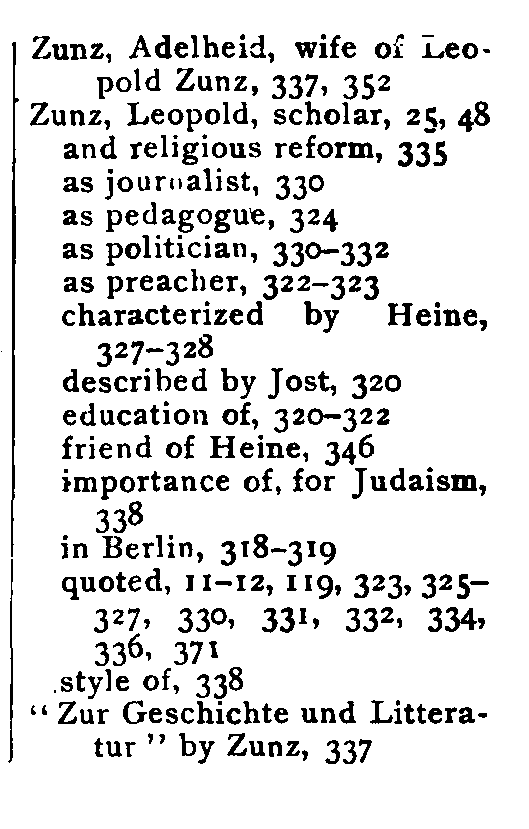 Zunz, Adelheid, wife of Leo-
pold Zunz, 337, 352
Zunz, Leopold, scholar, 25, 48
and religious reform, 335
as journalist, 330
as pedagogue, 324
as politician, 330–332
as preacher, 322–323
characterized by Heine,
327–328
described by Jost, 320
education of, 320–322
friend of Heine, 346
importance of, for Judaism,
338
in Berlin, 318–319
quoted, 11–12, 119, 323, 325–
327, 330, 331, 332, 334,
336, 371
style of, 338
“ Zur Geschichte und Littera-
tur ” by Zunz, 337